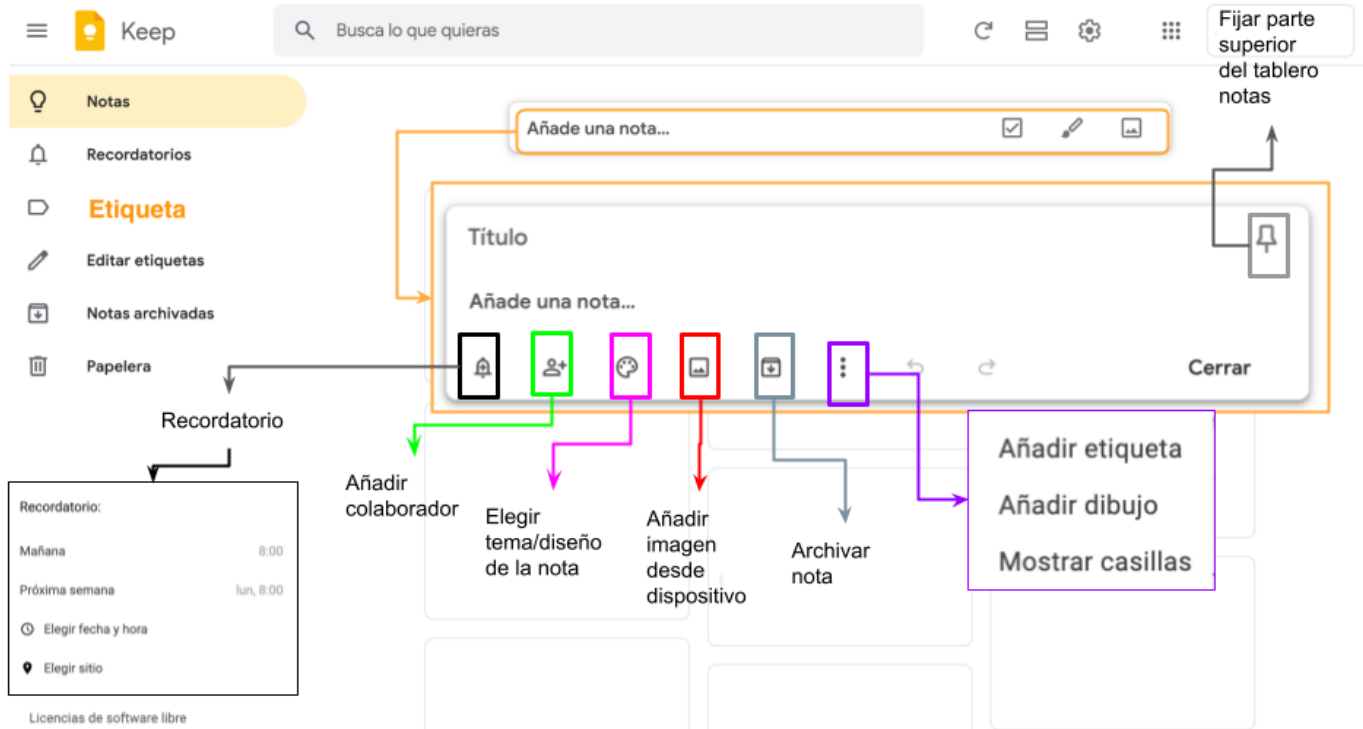 Keep
Busca lo que quieras
Fijar parte
superior
del tablero
notas
Notas
Recordatorios
Etiqueta
Editar etiquetas
Notas archivadas
Papelera
Añade una nota...
Título
Añade una nota...
Cerrar
Recordatorio
Añadir
colaborador
Elegir
tema/diseño
de la nota
Añadir
imagen
desde
dispositivo
Archivar
nota
Añadir etiqueta
Añadir dibujo
Mostrar casillas
Recordatorio:
Mañana 8:00
Próxima semana lun, 8:00
Elegir fecha y hora
Elegir sitio
Licencias de software libre